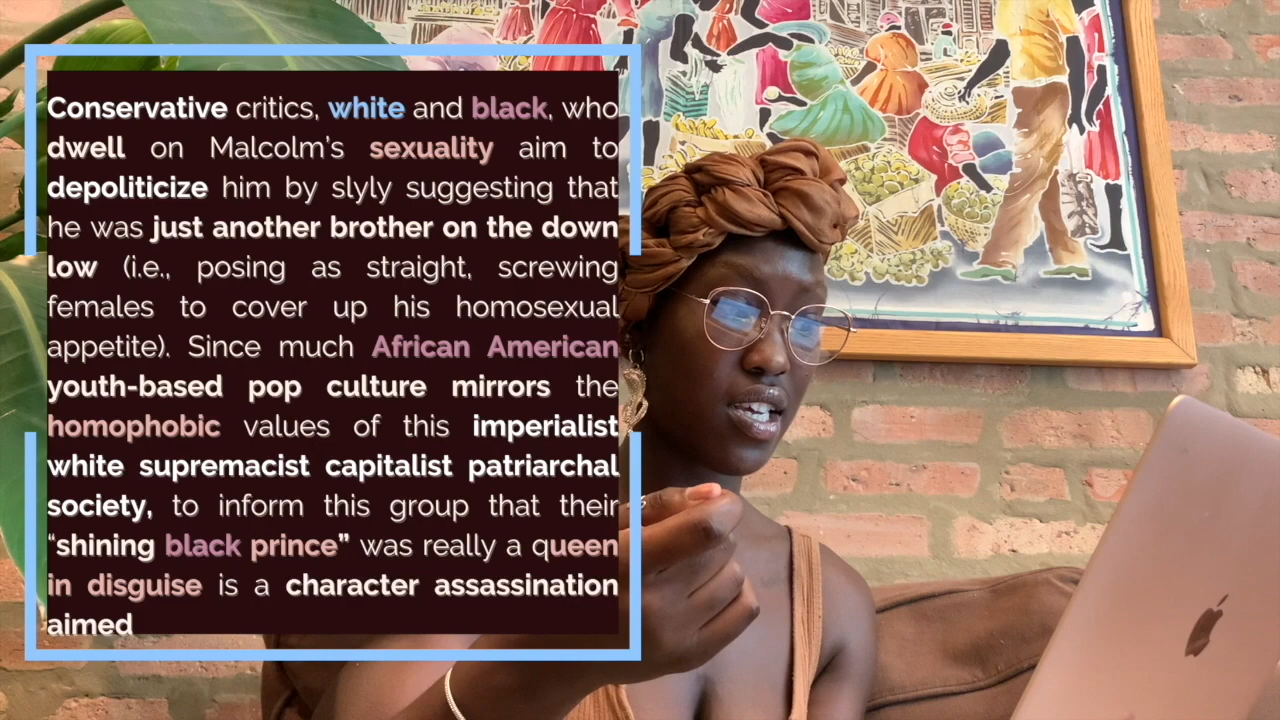 Conservative critics, white and black, who
dwell on Malcolm's sexuality aim to
depoliticize him by slyly suggesting that
he was just another brother on the down
low (i.e., posing as straight, screwing
females to cover up his homosexual
appetite). Since much African American
youth-based pop culture mirrors the
homophobic values of this imperialist
white supremacist capitalist patriarchal
society, to inform this group that their
“shining black prince” was really a queen
in disguise is a character assassination
aimed